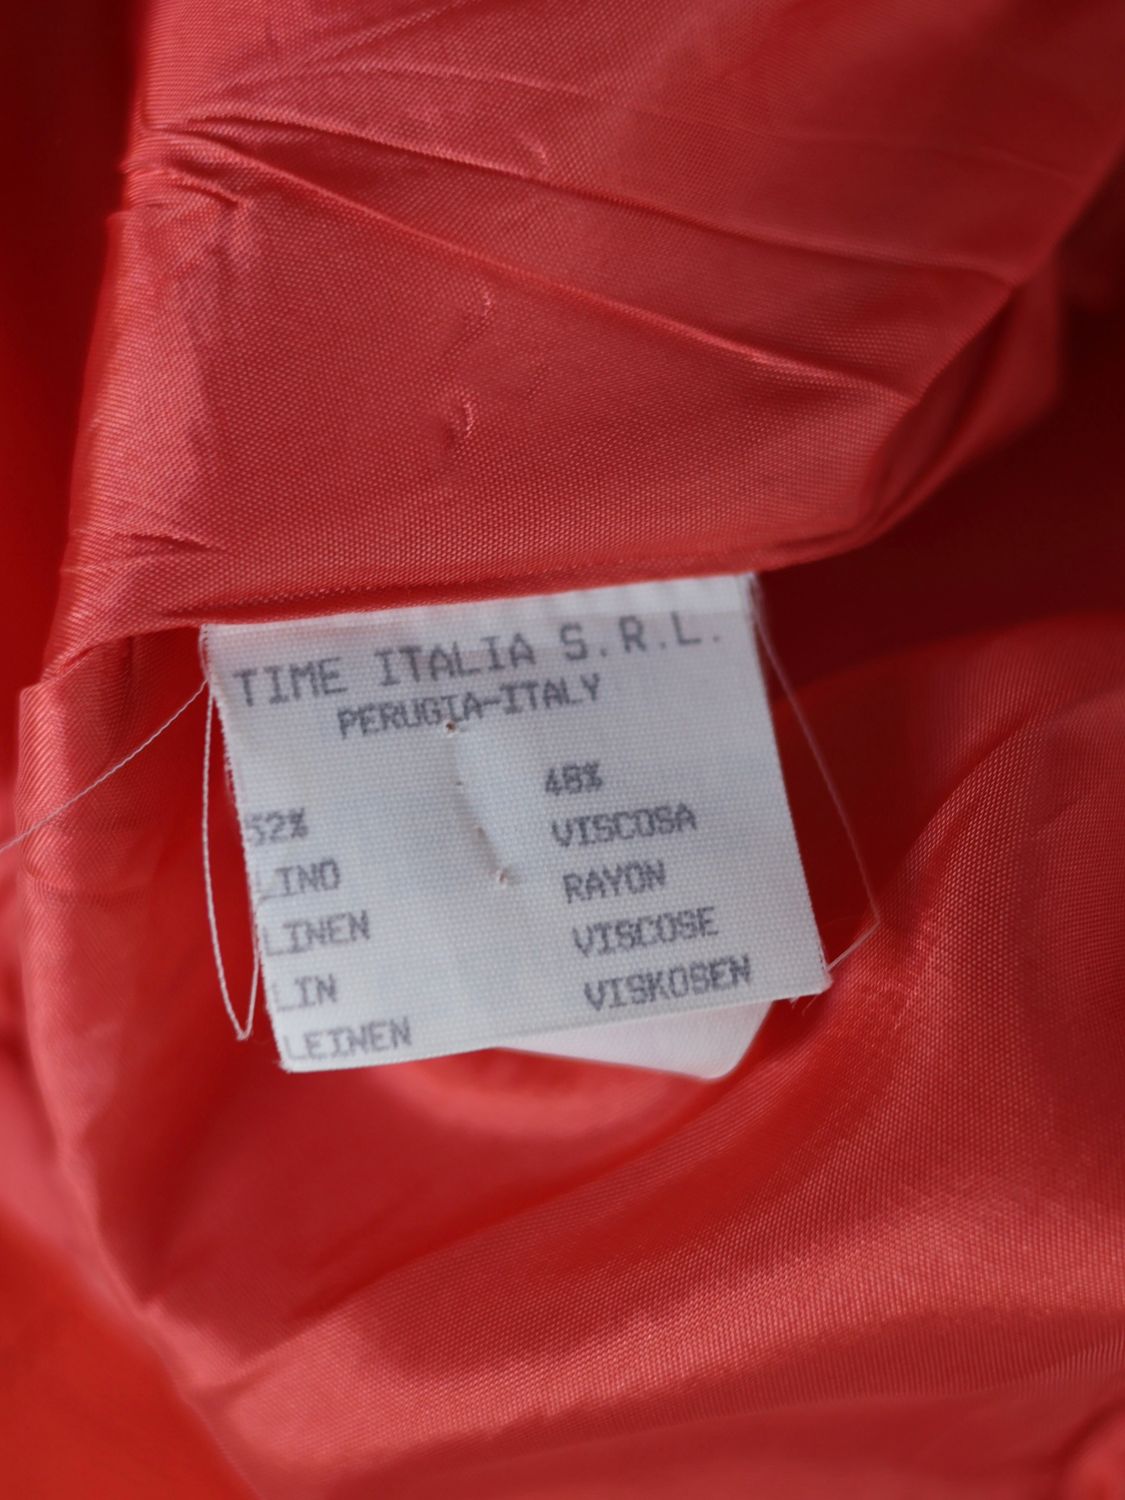 TIME ITALIA S.R.L.
PERUGIA-ITALY
52%
LINO
LINEN
LIN
LEINEN
48%
VISCOSA
RAYON
VISCOSE
VISKOSEN